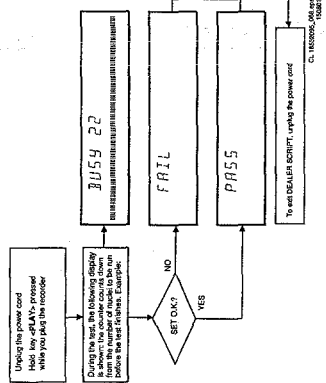 Unplug the power cord
Hold key <PLAY> pressed
while you plug the recorder
During the test, the following display
is shown: the counter counts down
from the number of nuclei to be run
before the test finishes. Example:
BUSY 22
SET O.K.?
NO
FAIL
YES
PASS
To exit DEALER SCRIPT, unplug the power cord